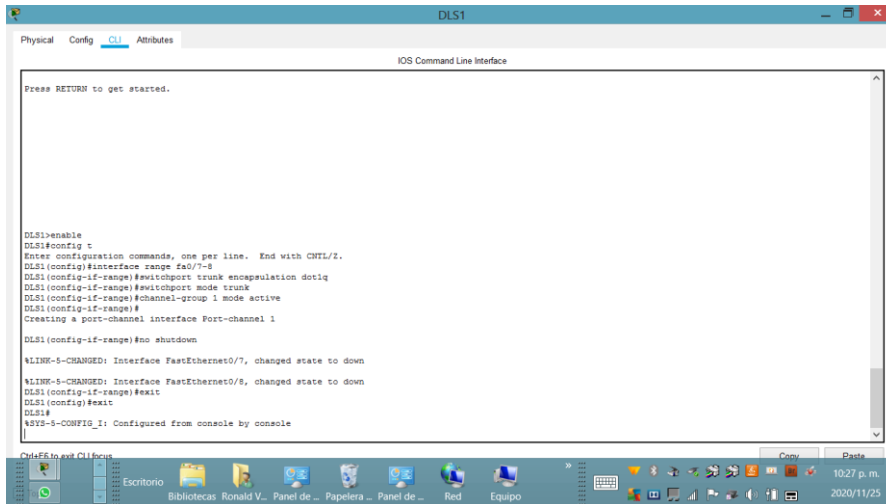 DLS1
Physical Config CLI Attributes
IOS Command Line Interface
Press RETURN to get started.
DLS1>enable
DLS1#config t
Enter configuration commands, one per line. End with CNTL/Z.
DLS1(config)#interface range fa0/7-8
DLS1(config-if-range)#switchport trunk encapsulation dot1q
DLS1(config-if-range)#switchport mode trunk
DLS1(config-if-range)#channel-group 1 mode active
DLS1(config-if-range)#
Creating a port-channel interface Port-channel 1
DLS1(config-if-range)#no shutdown
%LINK-5-CHANGED: Interface FastEthernet0/7, changed state to down
%LINK-5-CHANGED: Interface FastEthernet0/8, changed state to down
DLS1(config-if-range)#exit
DLS1(config)#exit
DLS1#
%SYS-5-CONFIG_I: Configured from console by console
Ctrl+F6 to exit CLI focus Copy Paste
Escritorio
Bibliotecas Ronald V... Panel de ... Papelera ... Panel de ... Red Equipo
»
10:27 p. m.
2020/11/25